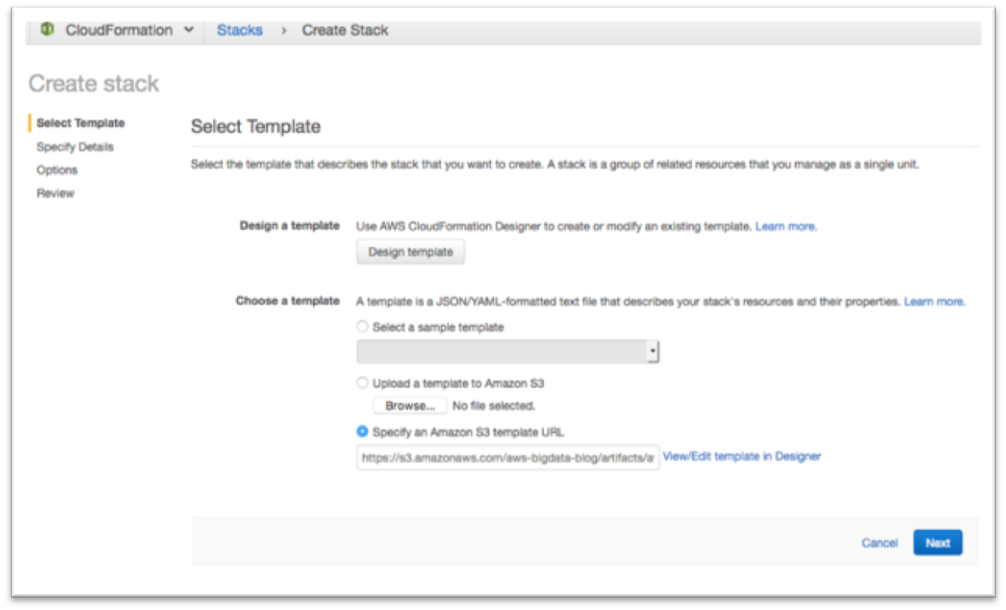 CloudFormation Stacks > Create Stack
Create stack
Select Template
Specify Details
Options
Review
Select Template
Select the template that describes the stack that you want to create. A stack is a group of related resources that you manage as a single unit.
Design a template Use AWS CloudFormation Designer to create or modify an existing template. Learn more.
Design template
Choose a template A template is a JSON/YAML-formatted text file that describes your stack's resources and their properties. Learn more.
Select a sample template
Upload a template to Amazon S3
Browse... No file selected.
Specify an Amazon S3 template URL
https://s3.amazonaws.com/aws-bigdata-blog/artifacts/a View/Edit template in Designer
Cancel Next